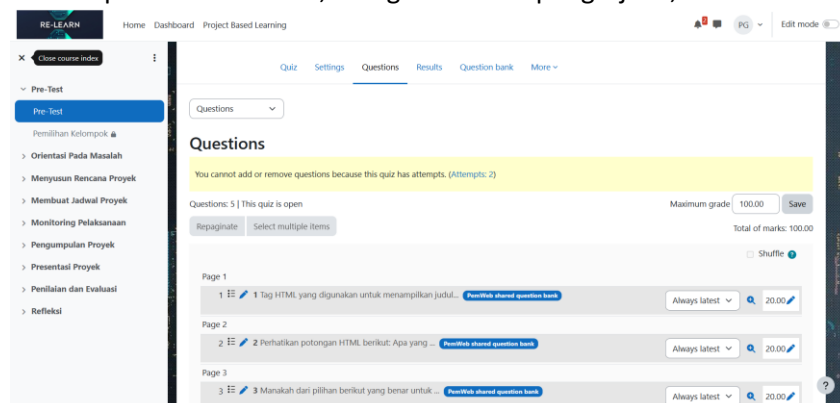 RE-LEARN
Home Dashboard Project Based Learning
2 PG Edit mode
Close course index
Quiz Settings Questions Results Question bank More
Pre-Test
Pre-Test
Pemilihan Kelompok
Orientasi Pada Masalah
Menyusun Rencana Proyek
Membuat Jadwal Proyek
Monitoring Pelaksanaan
Pengumpulan Proyek
Presentasi Proyek
Penilaian dan Evaluasi
Refleksi
Questions
Questions
You cannot add or remove questions because this quiz has attempts. (Attempts: 2)
Questions: 5 | This quiz is open
Maximum grade 100.00 Save
Repaginate Select multiple items
Total of marks: 100.00
Shuffle ?
Page 1
1 1 Tag HTML yang digunakan untuk menampilkan judul... PemWeb shared question bank Always latest 20.00
Page 2
2 2 Perhatikan potongan HTML berikut: Apa yang ... PemWeb shared question bank Always latest 20.00
Page 3
3 3 Manakah dari pilihan berikut yang benar untuk ... PemWeb shared question bank Always latest 20.00
?